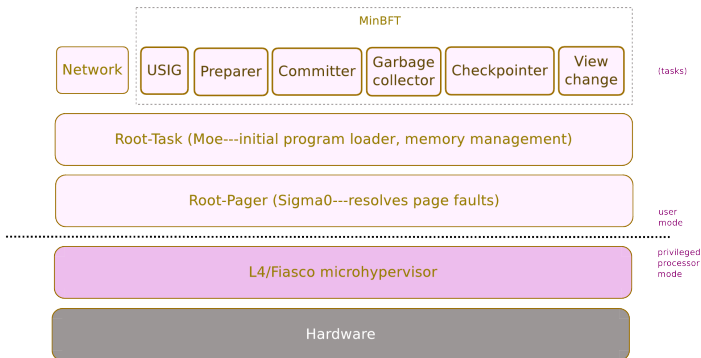 MinBFT
Network
USIG
Preparer
Committer
Garbage
collector
Checkpointer
View
change
(tasks)
Root-Task (Moe---initial program loader, memory management)
Root-Pager (Sigma0---resolves page faults)
user
mode
privileged
processor
mode
L4/Fiasco microhypervisor
Hardware